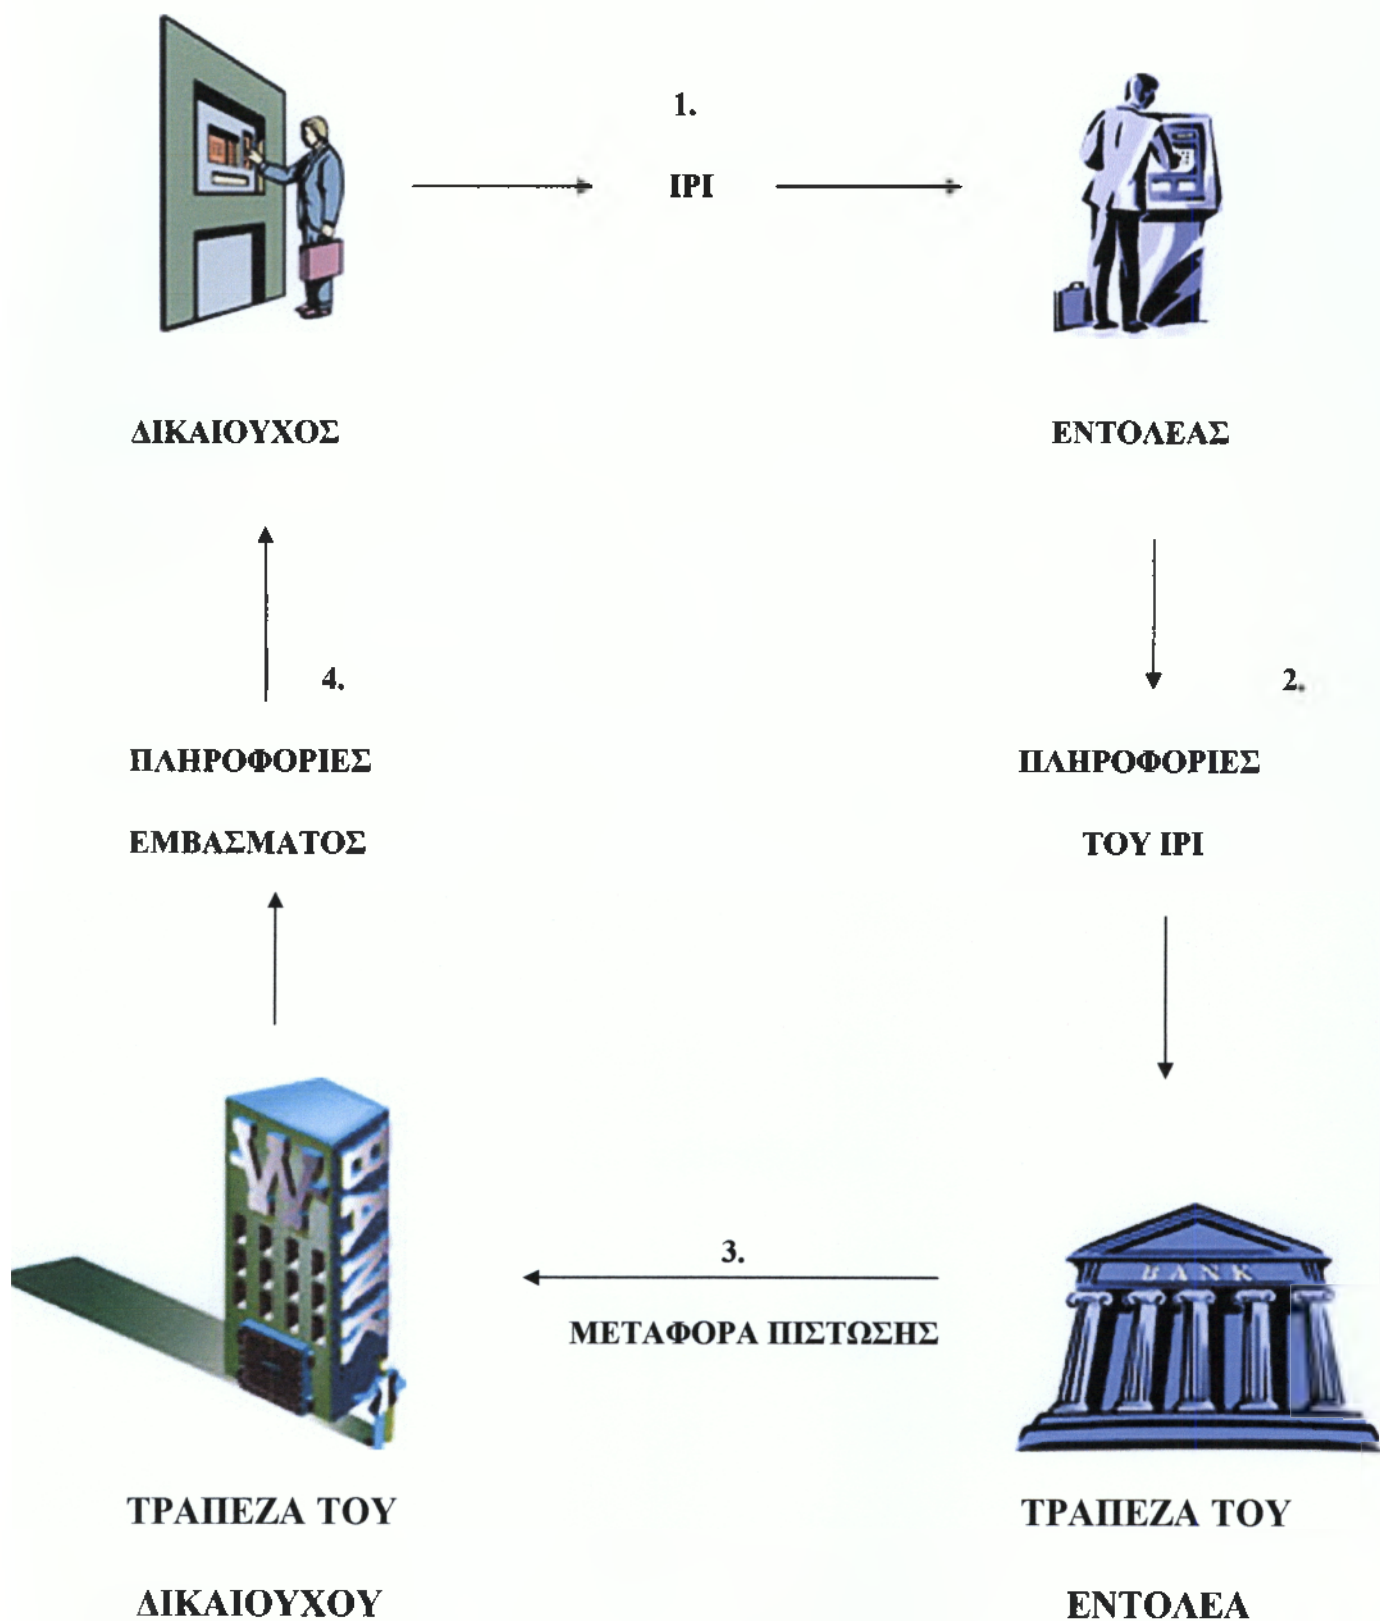 1.
IPI
ΔΙΚΑΙΟΥΧΟΣ
ΕΝΤΟΛΕΑΣ
4.
2.
ΠΛΗΡΟΦΟΡΙΕΣ
ΠΛΗΡΟΦΟΡΙΕΣ
ΕΜΒΑΣΜΑΤΟΣ
ΤΟΥ IPI
W
BANK
BANK
3.
ΜΕΤΑΦΟΡΑ ΠΙΣΤΩΣΗΣ
ΤΡΑΠΕΖΑ ΤΟΥ
ΤΡΑΠΕΖΑ ΤΟΥ
ΔΙΚΑΙΟΥΧΟΥ
ΕΝΤΟΛΕΑ